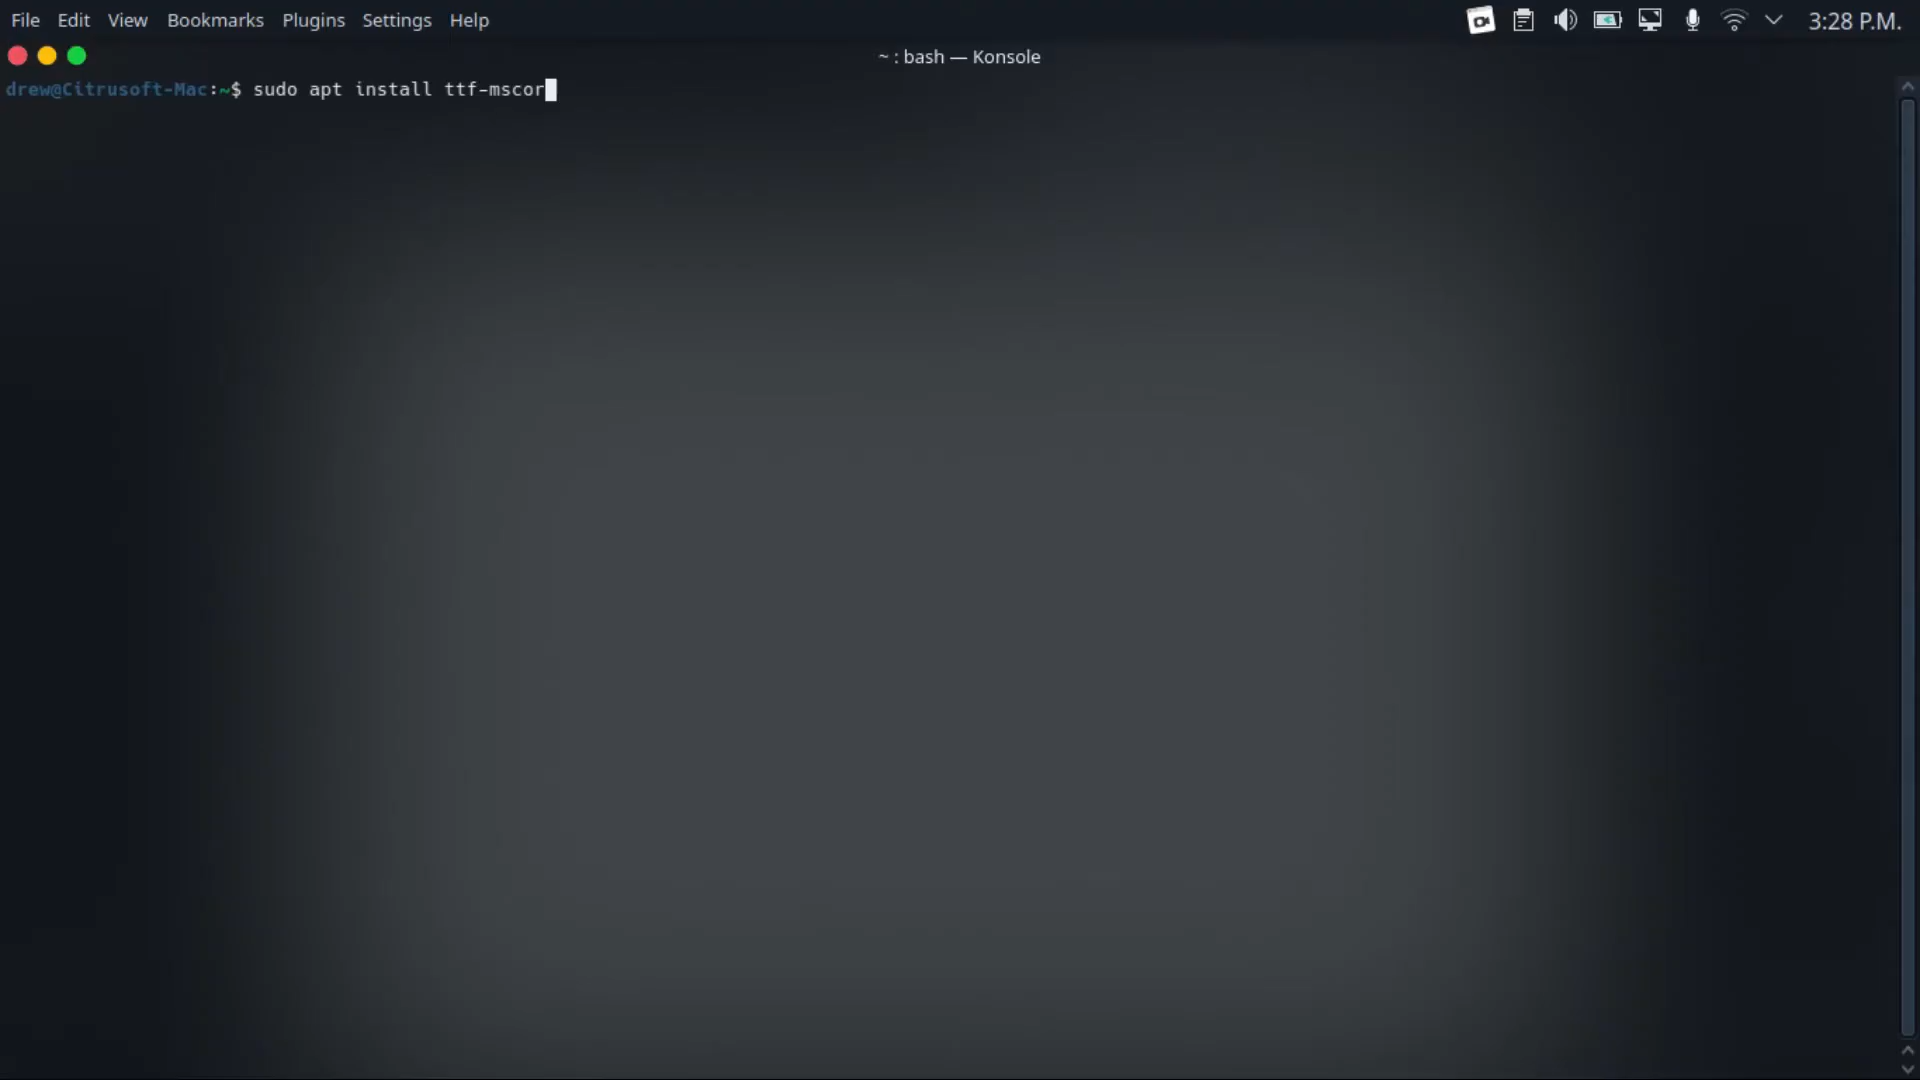 File Edit View Bookmarks Plugins Settings Help 3:28 P.M.
~ : bash — Konsole
drew@Citrusoft-Mac:~$ sudo apt install ttf-mscor